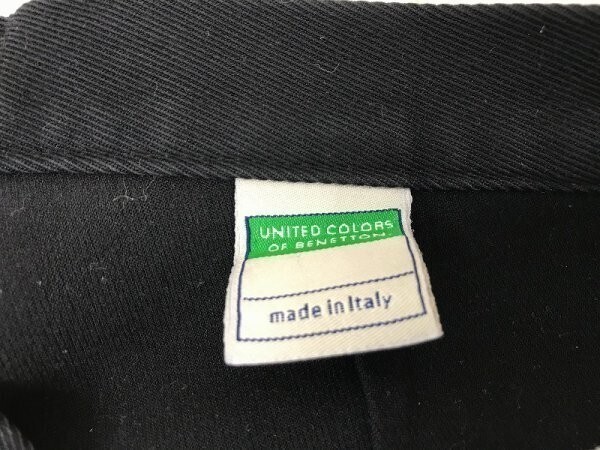 UNITED COLORS
OF BENETTON.
made in Italy